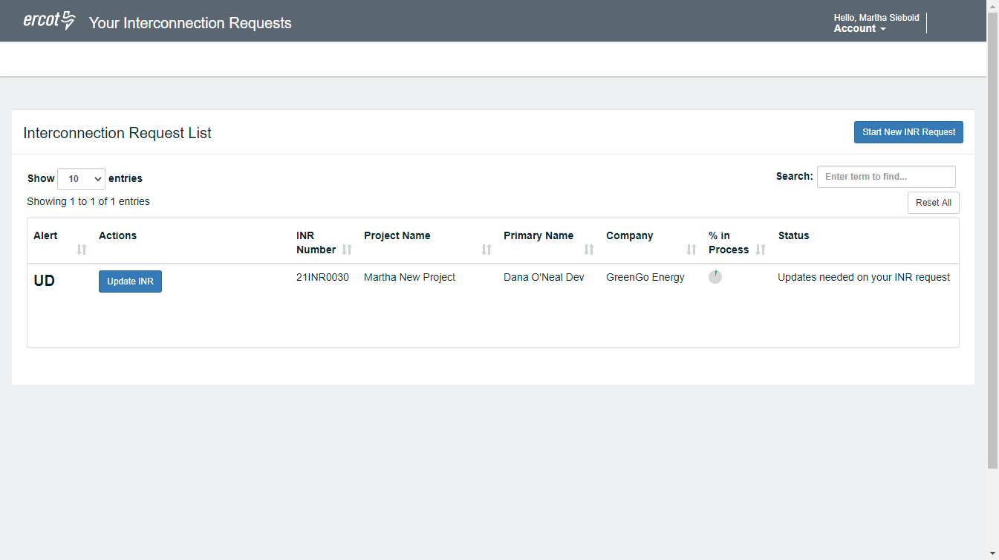 ercot
Your Interconnection Requests
Hello, Martha Siebold
Account
Interconnection Request List
Start New INR Request
Show 10 entries
Search: Enter term to find...
Showing 1 to 1 of 1 entries
Reset All
Alert
Actions
INR
Number
Project Name
Primary Name
Company
% in
Process
Status
UD
Update INR
21INR0030
Martha New Project
Dana O'Neal Dev
GreenGo Energy
Updates needed on your INR request